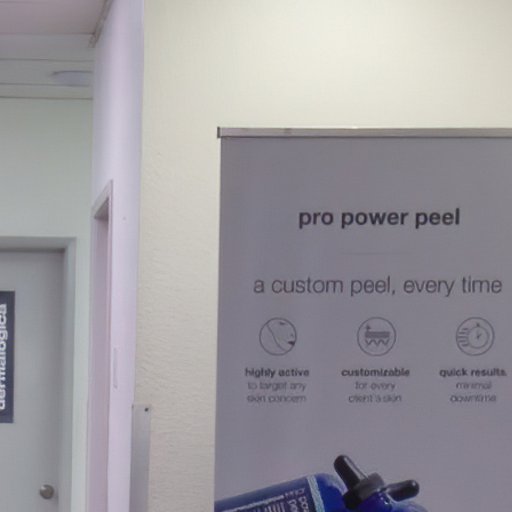 pro power peel
a custom peel, every time
highly active
to target any
skin concern
customizable
for every
client's skin
quick results,
minimal
downtime
dermalogica